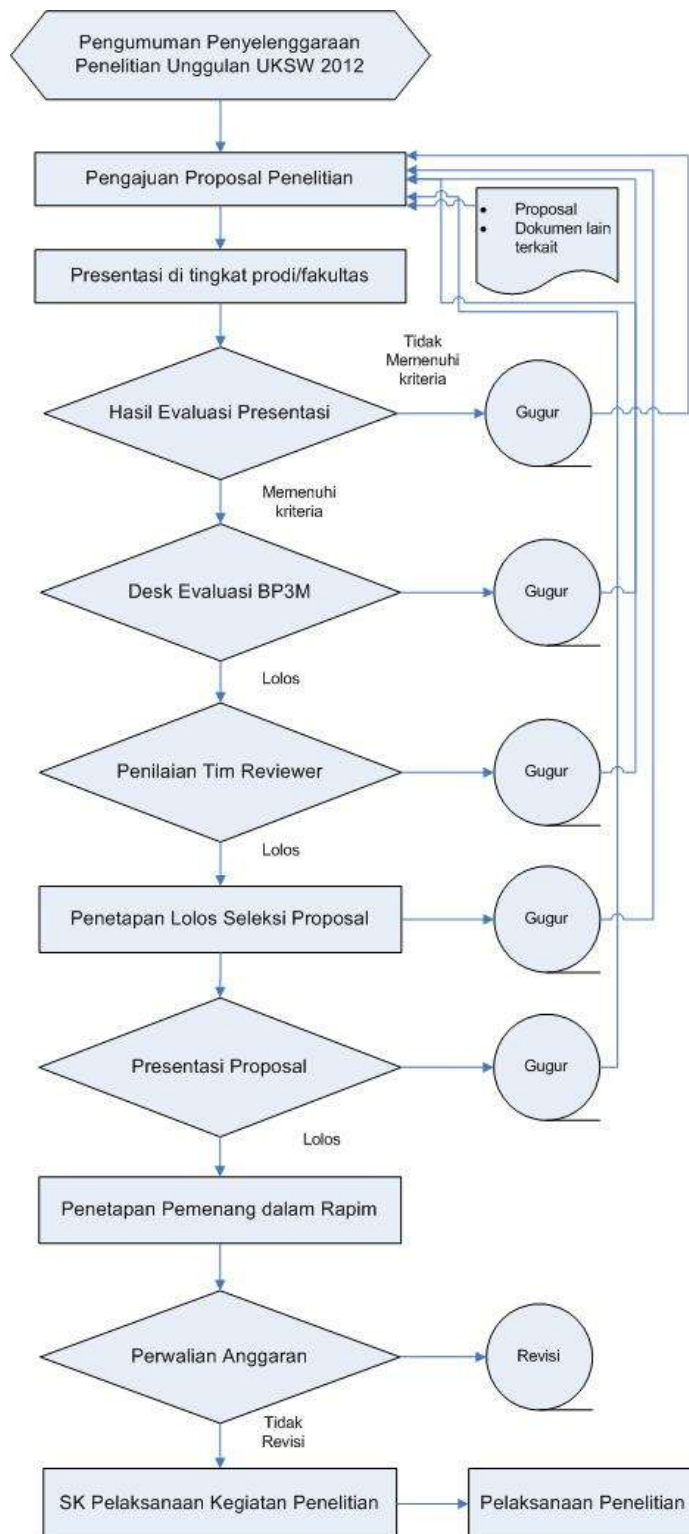 Pengumuman Penyelenggaraan
Penelitian Unggulan UKSW 2012
Pengajuan Proposal Penelitian
• Proposal
• Dokumen lain
terkait
Presentasi di tingkat prodi/fakultas
Tidak
Memenuhi
kriteria
Hasil Evaluasi Presentasi
Gugur
Memenuhi
kriteria
Desk Evaluasi BP3M
Gugur
Lolos
Penilaian Tim Reviewer
Gugur
Lolos
Penetapan Lolos Seleksi Proposal
Gugur
Presentasi Proposal
Gugur
Lolos
Penetapan Pemenang dalam Rapim
Perwalian Anggaran
Revisi
Tidak
Revisi
SK Pelaksanaan Kegiatan Penelitian
Pelaksanaan Penelitian